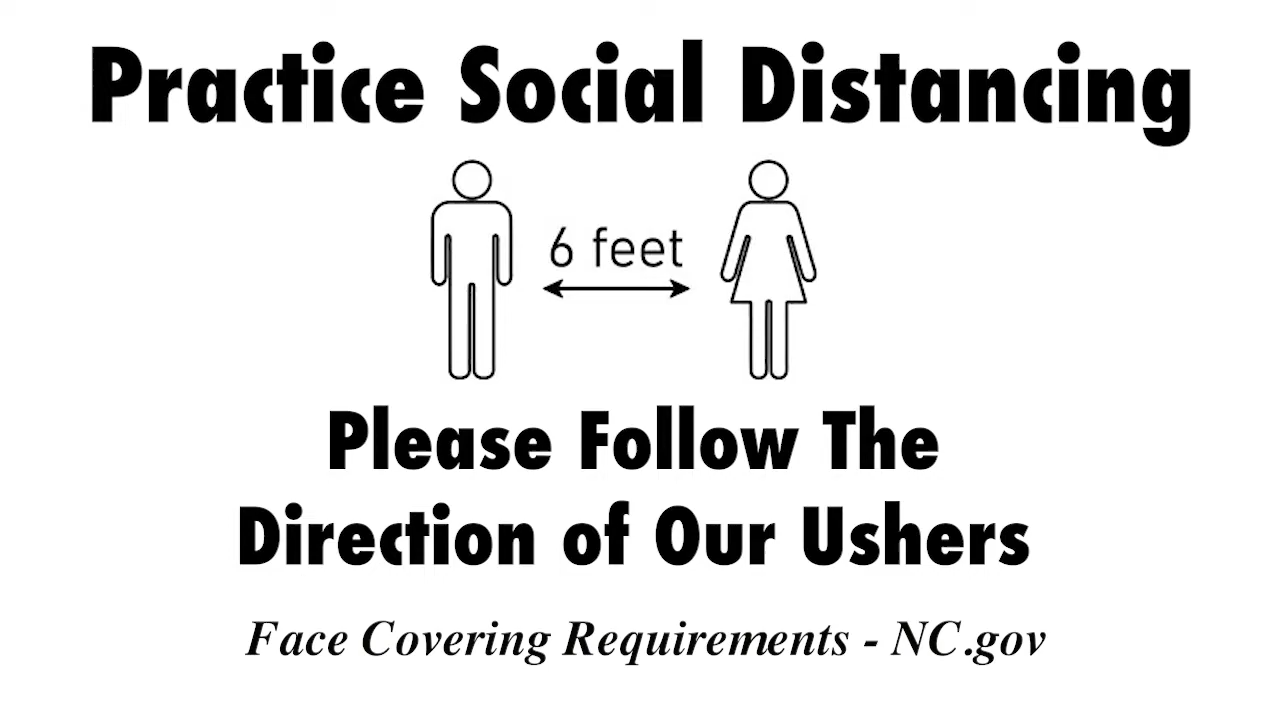 Practice Social Distancing
6 feet
Please Follow The
Direction of Our Ushers
Face Covering Requirements - NC.gov